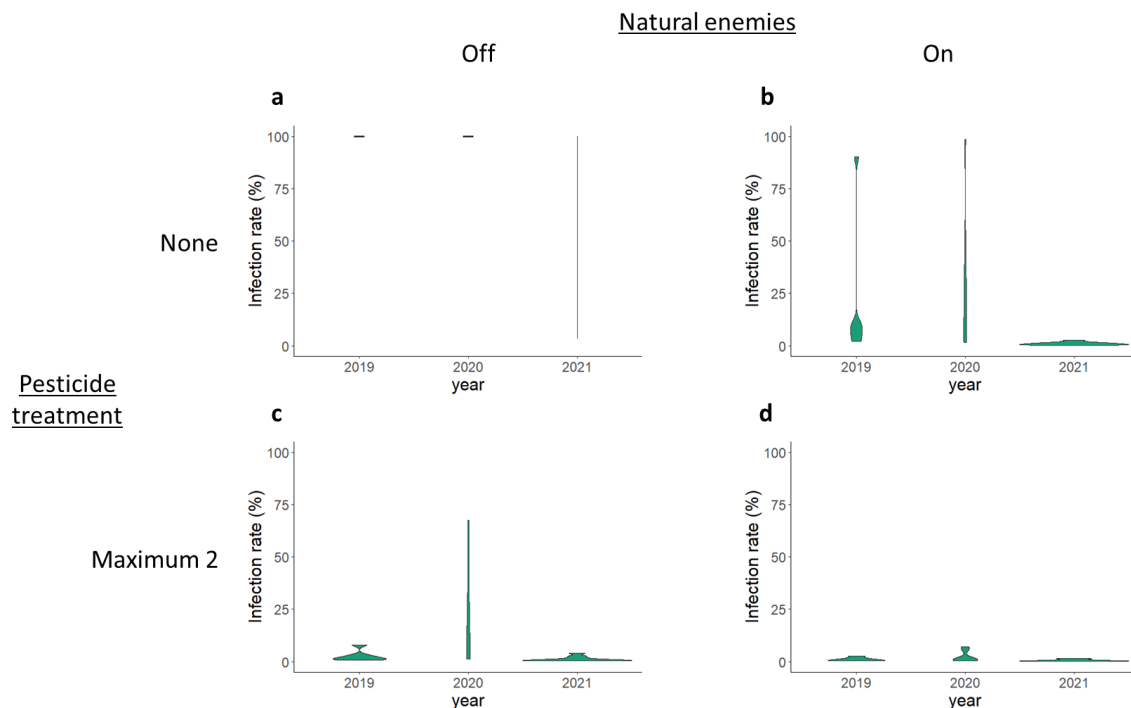 Natural enemies
Off
On
a
b
100
75
50
25
0
Infection rate (%)
2019 2020 2021
year
100
75
50
25
0
Infection rate (%)
2019 2020 2021
year
None
Pesticide
treatment
c
d
100
75
50
25
0
Infection rate (%)
2019 2020 2021
year
100
75
50
25
0
Infection rate (%)
2019 2020 2021
year
Maximum 2